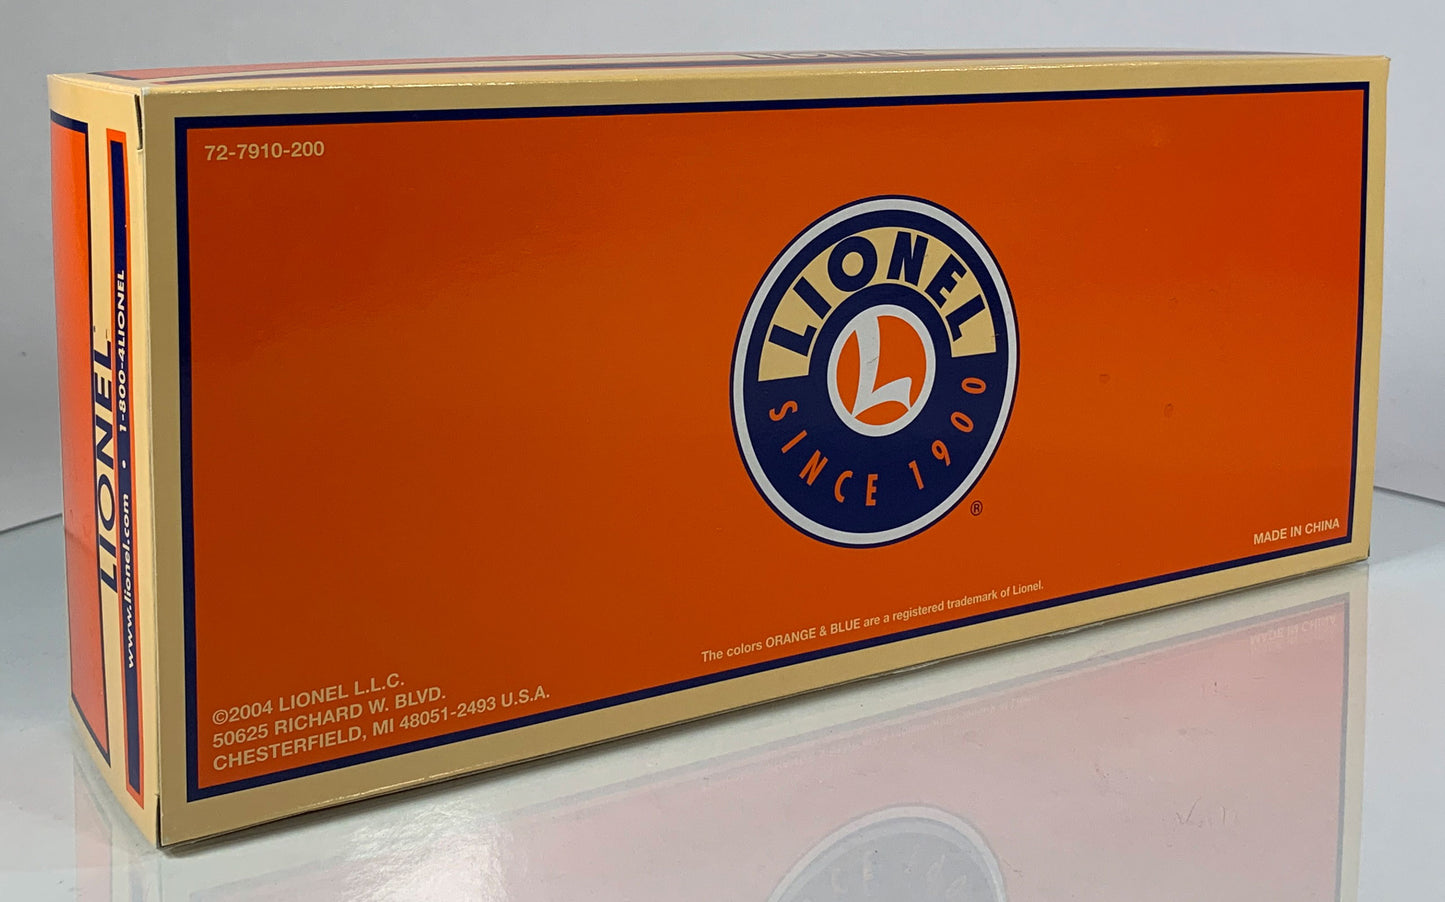 LIONEL
72-7910-200
LIONEL
www.lionel.com • 1-800-4LIONEL
LIONEL
L
SINCE 1900
®
MADE IN CHINA
The colors ORANGE & BLUE are a registered trademark of Lionel.
©2004 LIONEL L.L.C.
50625 RICHARD W. BLVD.
CHESTERFIELD, MI 48051-2493 U.S.A.